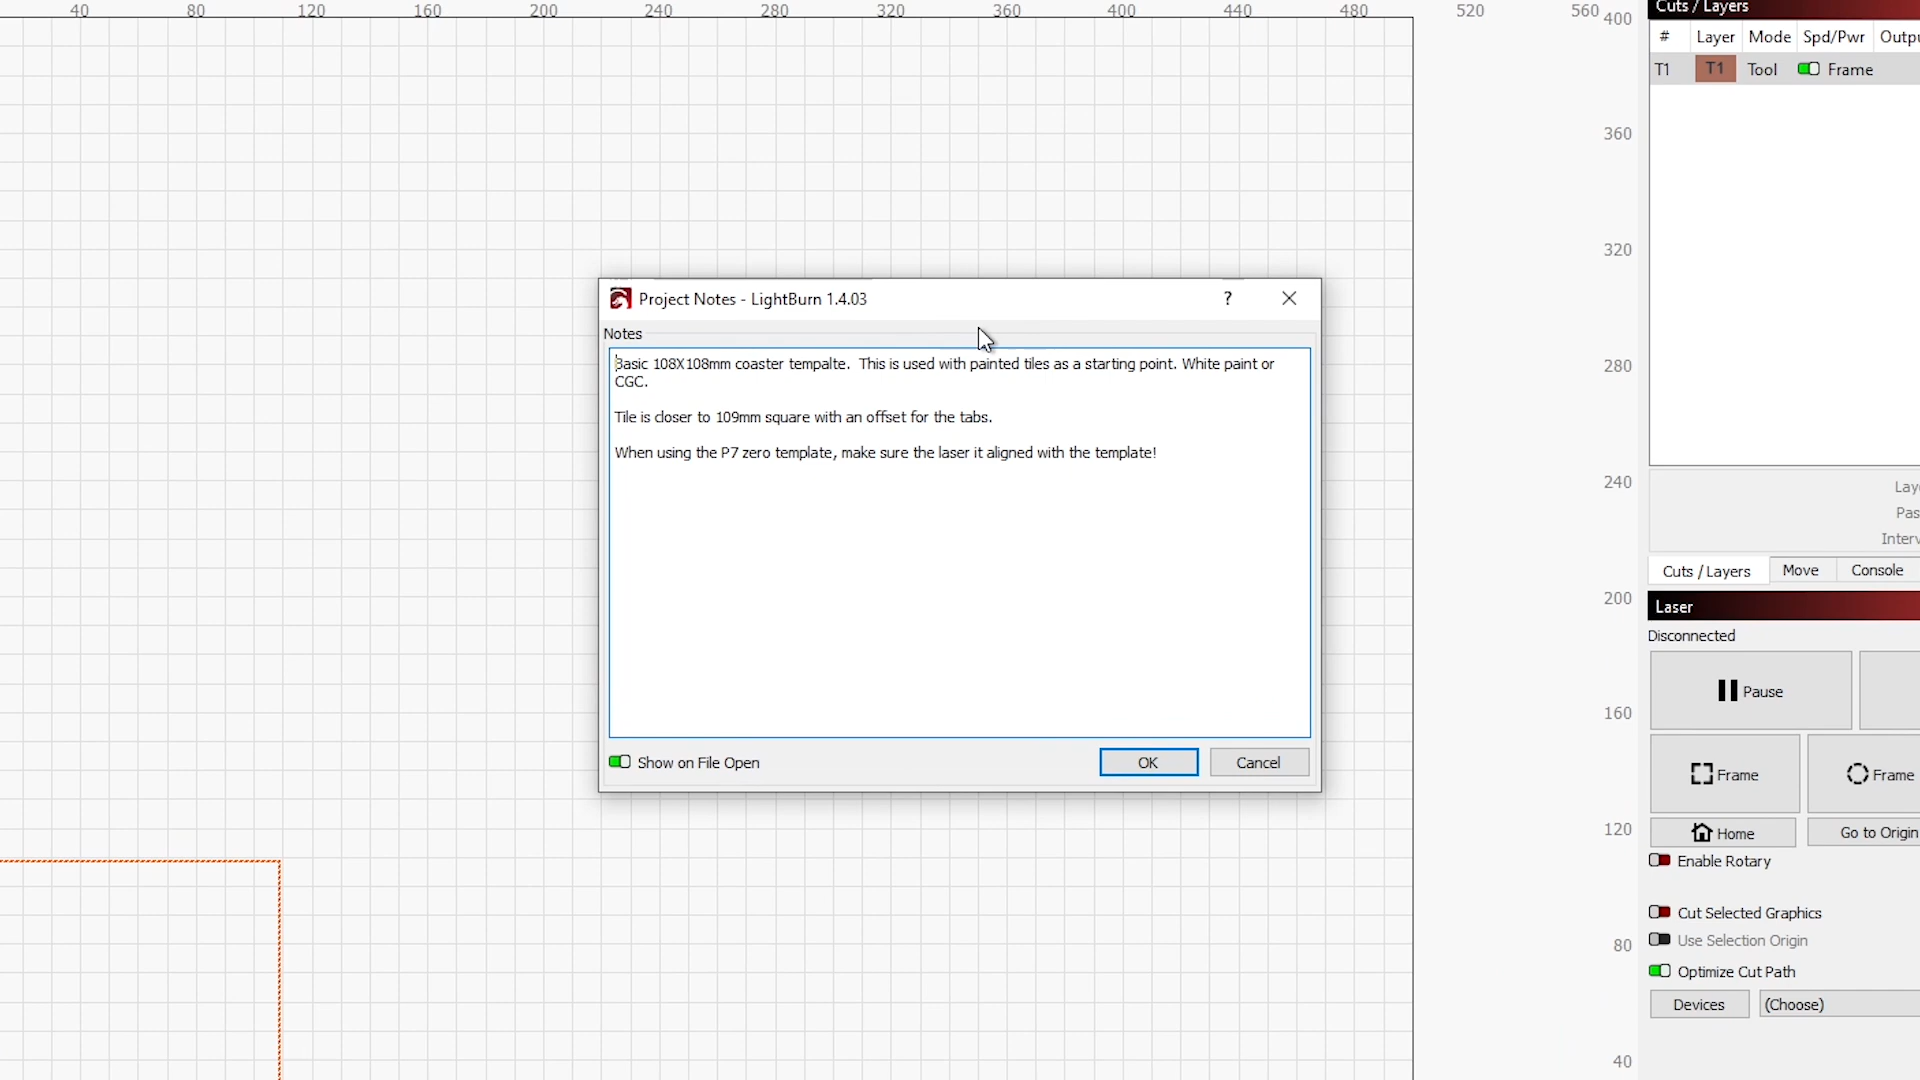 40 80 120 160 200 240 280 320 360 400 440 480 520 560
400
360
320
280
240
200
160
120
80
40
Cuts / Layers
# Layer Mode Spd/Pwr
T1 T1 Tool Frame
Project Notes - LightBurn 1.4.03 ?
Notes
Basic 108X108mm coaster tempalte. This is used with painted tiles as a starting point. White paint or
CGC.
Tile is closer to 109mm square with an offset for the tabs.
When using the P7 zero template, make sure the laser it aligned with the template!
Show on File Open OK Cancel
Cuts / Layers Move Console
Laser
Disconnected
Pause
Frame Frame
Home Go to Origin
Enable Rotary
Cut Selected Graphics
Use Selection Origin
Optimize Cut Path
Devices (Choose)